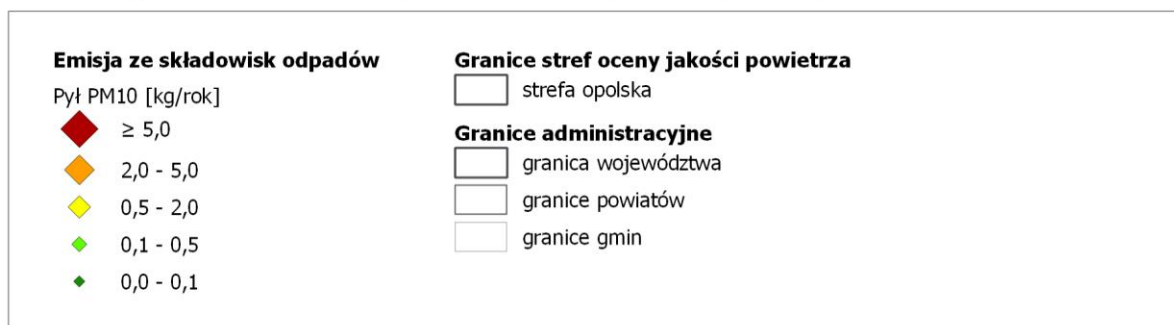 Emisja ze składowisk odpadów
Pył PM10 [kg/rok]
≥ 5,0
2,0 - 5,0
0,5 - 2,0
0,1 - 0,5
0,0 - 0,1
Granice stref oceny jakości powietrza
strefa opolska
Granice administracyjne
granica województwa
granice powiatów
granice gmin